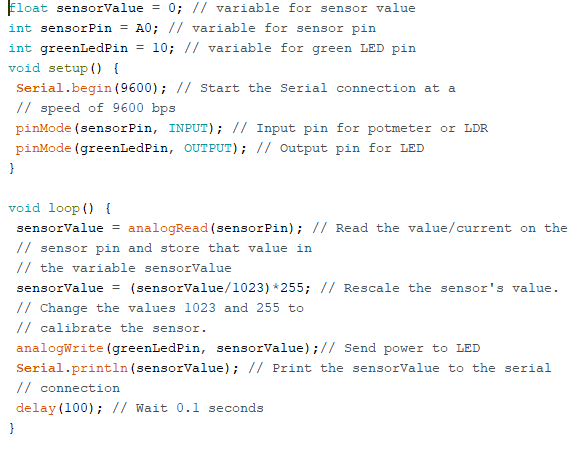 float sensorValue = 0; // variable for sensor value
int sensorPin = A0; // variable for sensor pin
int greenLedPin = 10; // variable for green LED pin
void setup() {
Serial.begin(9600); // Start the Serial connection at a
// speed of 9600 bps
pinMode(sensorPin, INPUT); // Input pin for potmeter or LDR
pinMode(greenLedPin, OUTPUT); // Output pin for LED
}
void loop() {
sensorValue = analogRead(sensorPin); // Read the value/current on the
// sensor pin and store that value in
// the variable sensorValue
sensorValue = (sensorValue/1023)*255; // Rescale the sensor's value.
// Change the values 1023 and 255 to
// calibrate the sensor.
analogWrite(greenLedPin, sensorValue);// Send power to LED
Serial.println(sensorValue); // Print the sensorValue to the serial
// connection
delay(100); // Wait 0.1 seconds
}